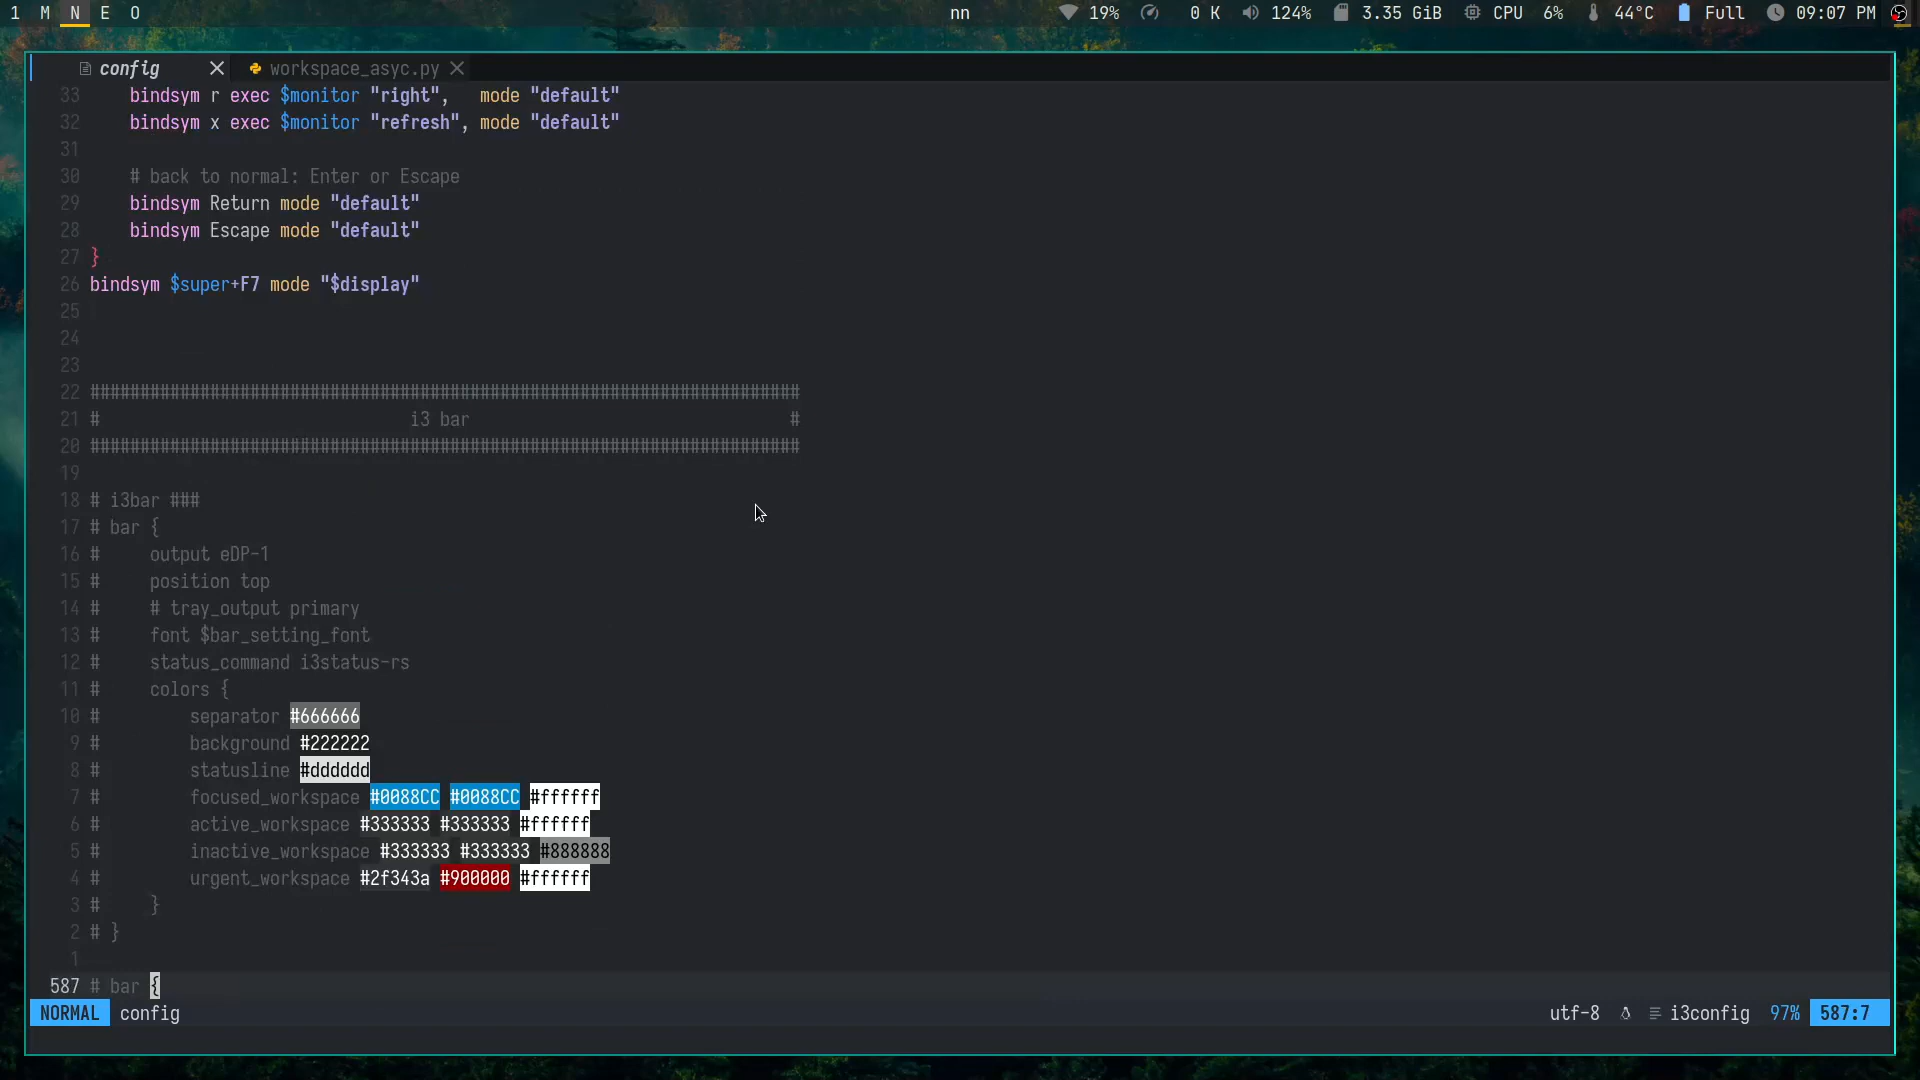 1 M N E O nn 19% 0 K 124% 3.35 GiB CPU 6% 44°C Full 09:07 PM
config workspace_asyc.py
33 bindsym r exec $monitor "right", mode "default"
32 bindsym x exec $monitor "refresh", mode "default"
31
30 # back to normal: Enter or Escape
29 bindsym Return mode "default"
28 bindsym Escape mode "default"
27 }
26 bindsym $super+F7 mode "$display"
25
24
23
22 #######################################################################
21 # i3 bar #
20 #######################################################################
19
18 # i3bar ###
17 # bar {
16 # output eDP-1
15 # position top
14 # # tray_output primary
13 # font $bar_setting_font
12 # status_command i3status-rs
11 # colors {
10 # separator #666666
9 # background #222222
8 # statusline #dddddd
7 # focused_workspace #0088CC #0088CC #ffffff
6 # active_workspace #333333 #333333 #ffffff
5 # inactive_workspace #333333 #333333 #888888
4 # urgent_workspace #2f343a #900000 #ffffff
3 # }
2 # }
1
587 # bar {
NORMAL config utf-8 i3config 97% 587:7